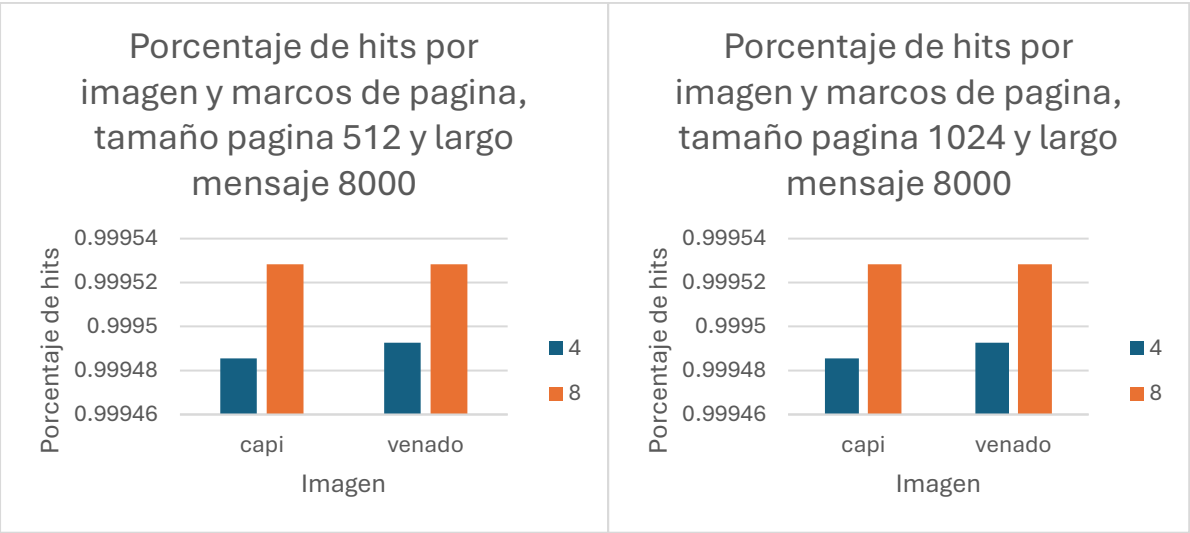 Porcentaje de hits por
imagen y marcos de pagina,
tamaño pagina 512 y largo
mensaje 8000
Porcentaje de hits
0.99954
0.99952
0.9995
0.99948
0.99946
capi
venado
Imagen
4
8
Porcentaje de hits por
imagen y marcos de pagina,
tamaño pagina 1024 y largo
mensaje 8000
Porcentaje de hits
0.99954
0.99952
0.9995
0.99948
0.99946
capi
venado
Imagen
4
8